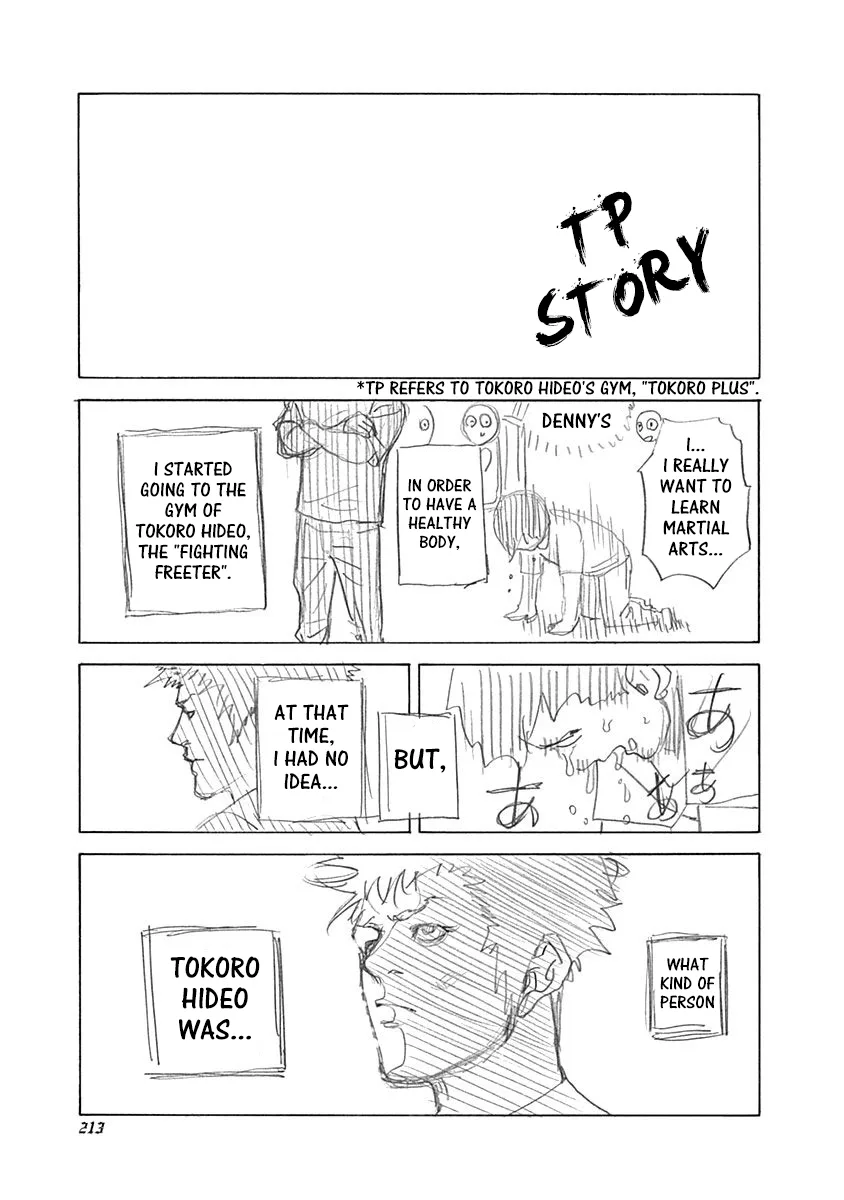 TP
STORY
*TP REFERS TO TOKORO HIDEO'S GYM, "TOKORO PLUS".
DENNY'S
I...
I REALLY
WANT TO
LEARN
MARTIAL
ARTS...
IN ORDER
TO HAVE A
HEALTHY
BODY,
I STARTED
GOING TO THE
GYM OF
TOKORO HIDEO,
THE "FIGHTING
FREETER".
あ
あ
あぁ
BUT,
AT THAT
TIME,
I HAD NO
IDEA...
WHAT
KIND OF
PERSON
TOKORO
HIDEO
WAS...
213